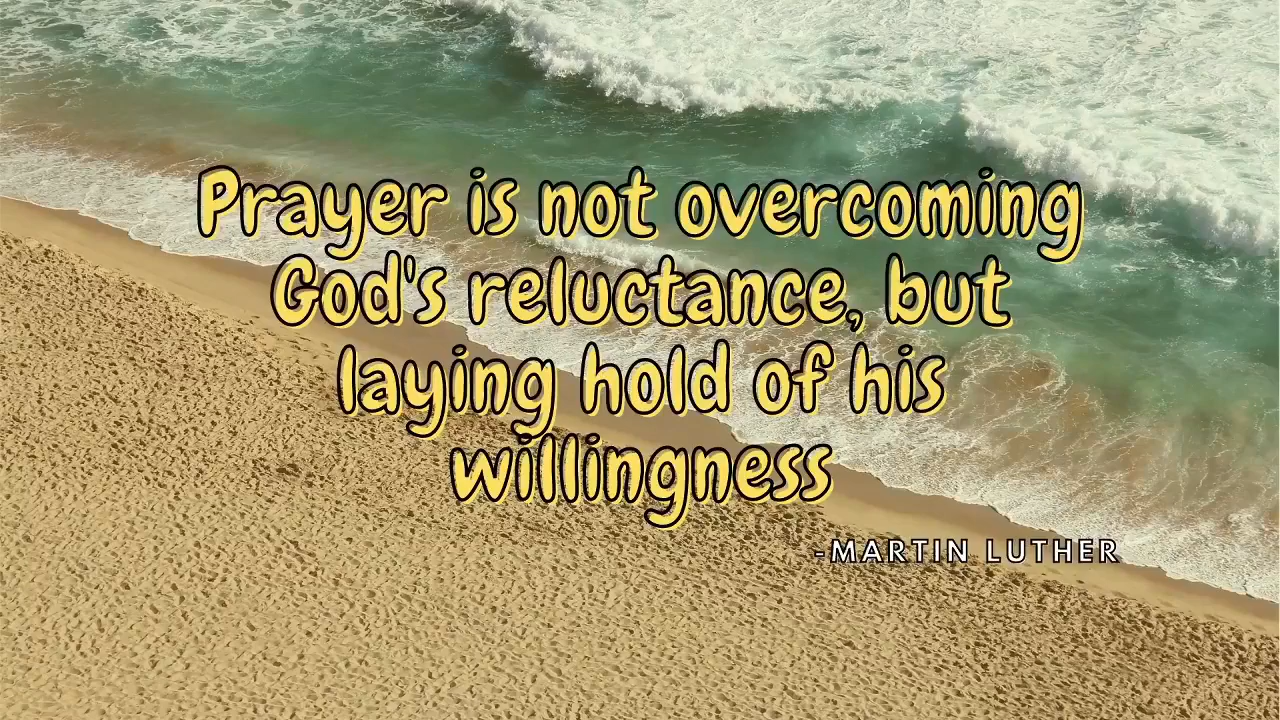 Prayer is not overcoming
God's reluctance, but
laying hold of his
willingness
-MARTIN LUTHER